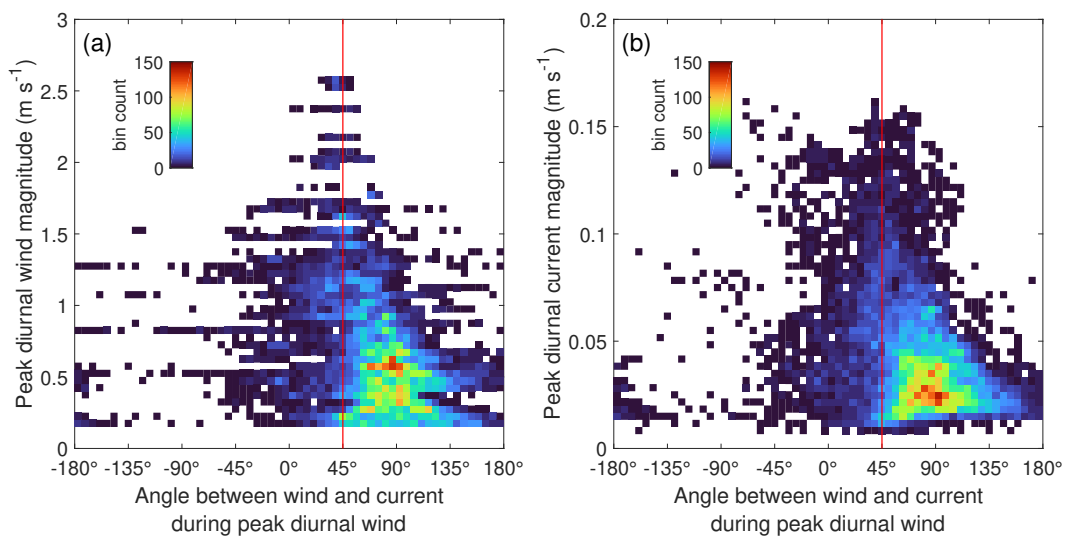 (a)
Peak diurnal wind magnitude (m s⁻¹)
3
2.5
2
1.5
1
0.5
0
bin count
150
100
50
0
-180° -135° -90° -45° 0° 45° 90° 135° 180°
Angle between wind and current
during peak diurnal wind
(b)
Peak diurnal current magnitude (m s⁻¹)
0.2
0.15
0.1
0.05
0
bin count
150
100
50
0
-180° -135° -90° -45° 0° 45° 90° 135° 180°
Angle between wind and current
during peak diurnal wind